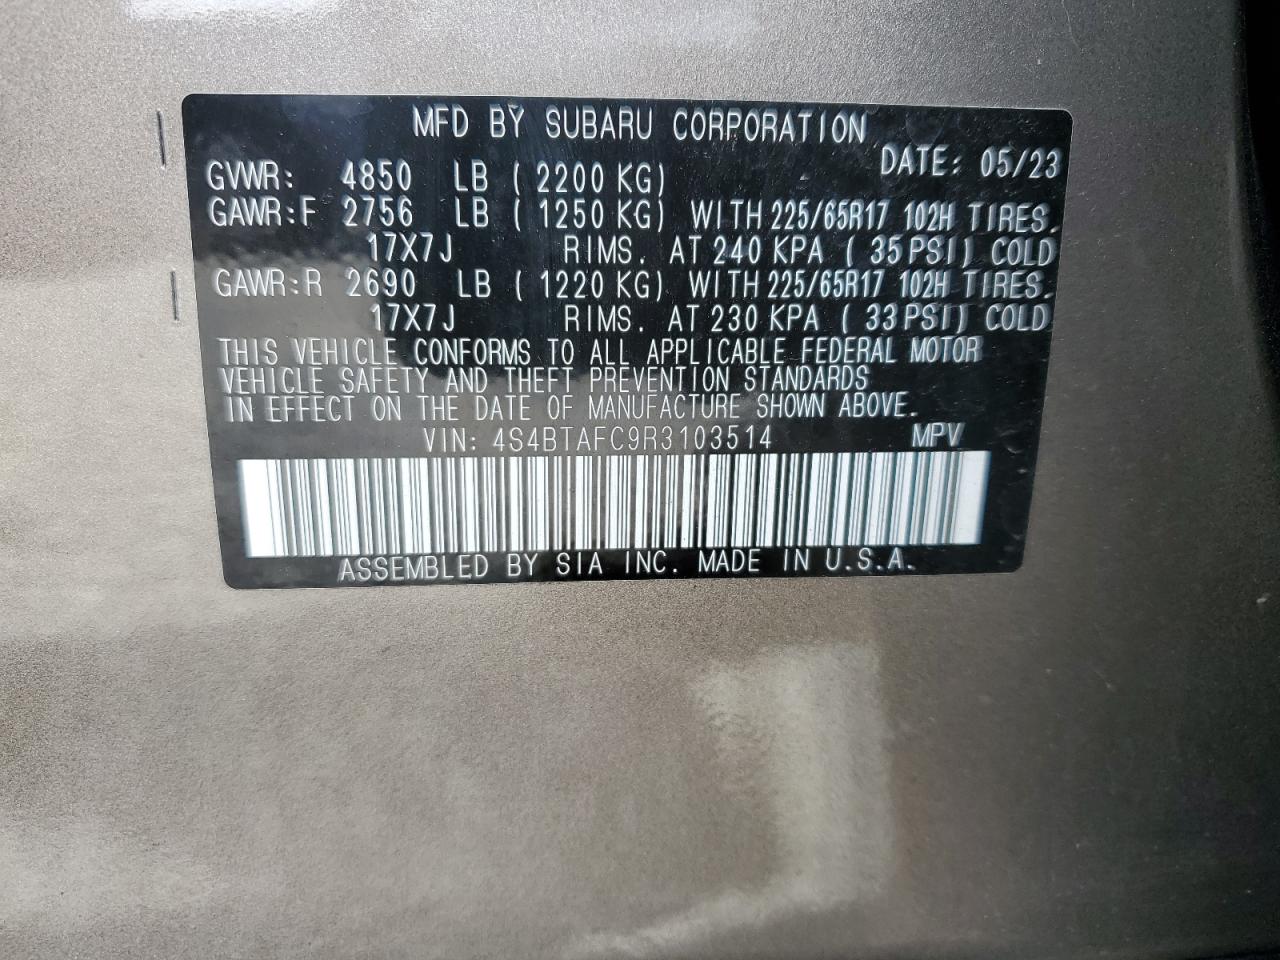 MFD BY SUBARU CORPORATION
DATE: 05/23
GVWR: 4850 LB ( 2200 KG)
GAWR:F 2756 LB ( 1250 KG) WITH 225/65R17 102H TIRES.
17X7J RIMS. AT 240 KPA ( 35 PSI) COLD
GAWR:R 2690 LB ( 1220 KG) WITH 225/65R17 102H TIRES.
17X7J RIMS. AT 230 KPA ( 33 PSI) COLD
THIS VEHICLE CONFORMS TO ALL APPLICABLE FEDERAL MOTOR
VEHICLE SAFETY AND THEFT PREVENTION STANDARDS
IN EFFECT ON THE DATE OF MANUFACTURE SHOWN ABOVE.
VIN: 4S4BTAFC9R3103514 MPV
ASSEMBLED BY SIA INC. MADE IN U.S.A.